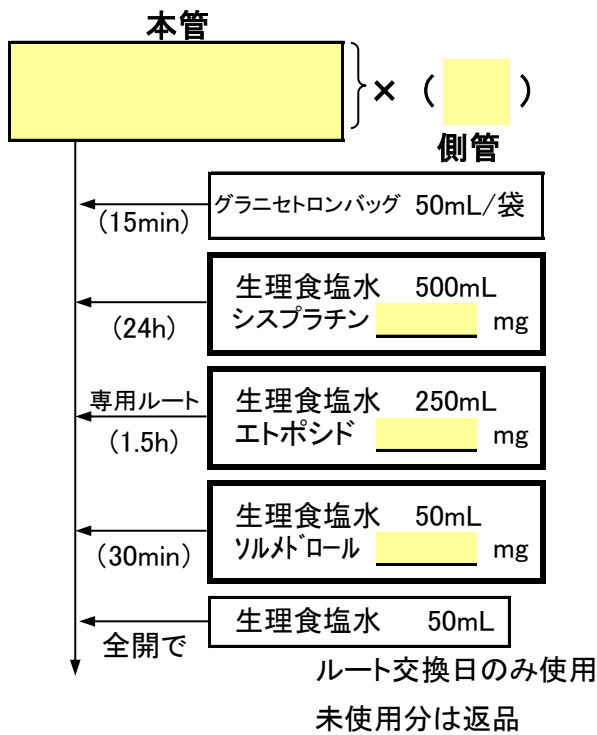 本管
× ( )
側管
グラニセトロンバッグ 50mL/袋
(15min)
生理食塩水 500mL
シスプラチン mg
(24h)
専用ルート
生理食塩水 250mL
エトポシド mg
(1.5h)
生理食塩水 50mL
ソルメドロール mg
(30min)
生理食塩水 50mL
全開で
ルート交換日のみ使用
未使用分は返品